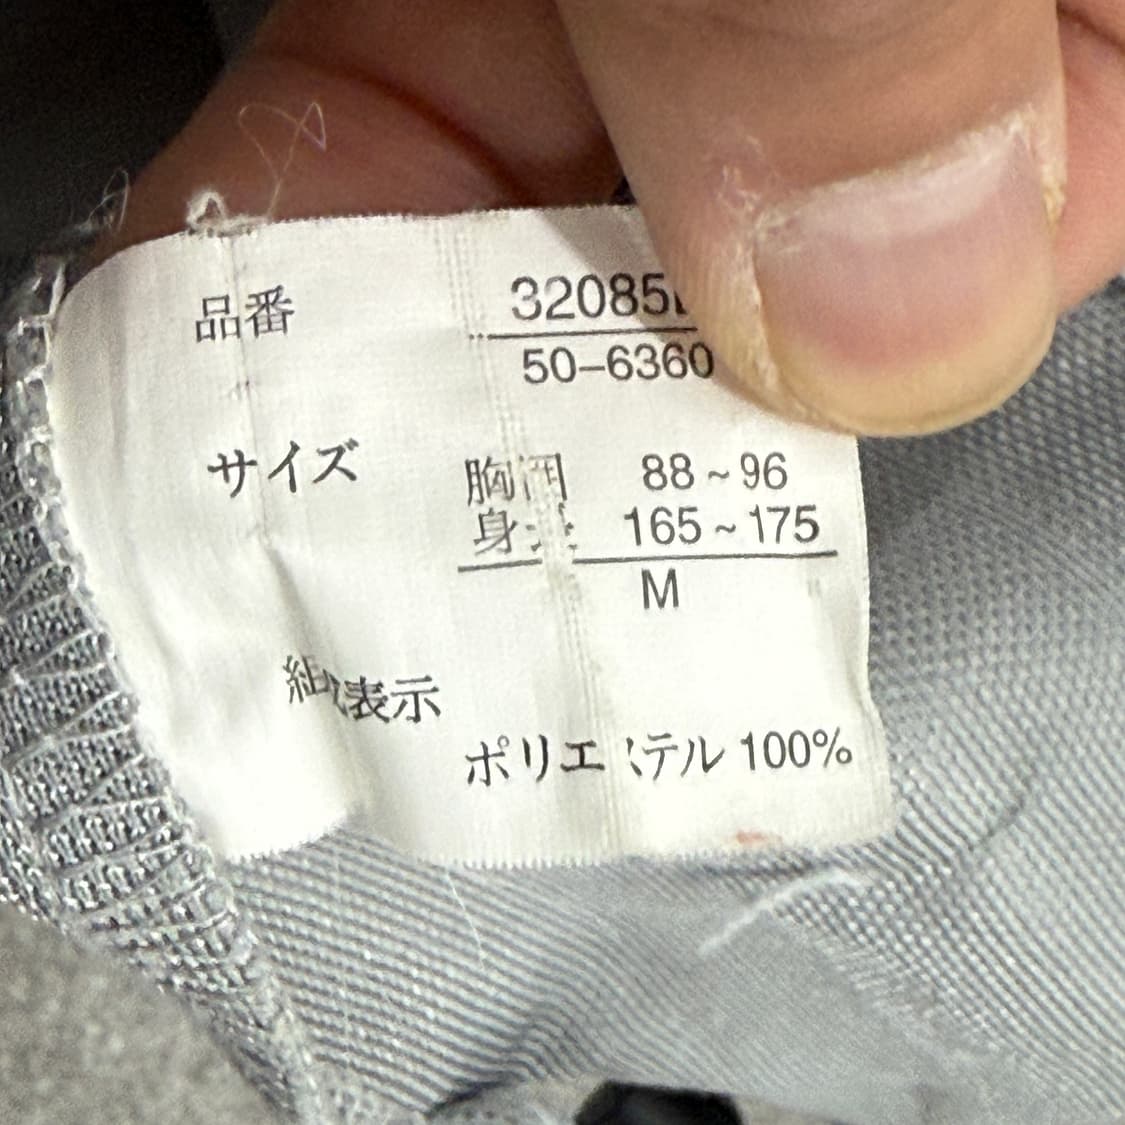 品番 32085
50-6360
サイズ 胸囲 88~96
身長 165~175
M
組成表示
ポリエステル 100%